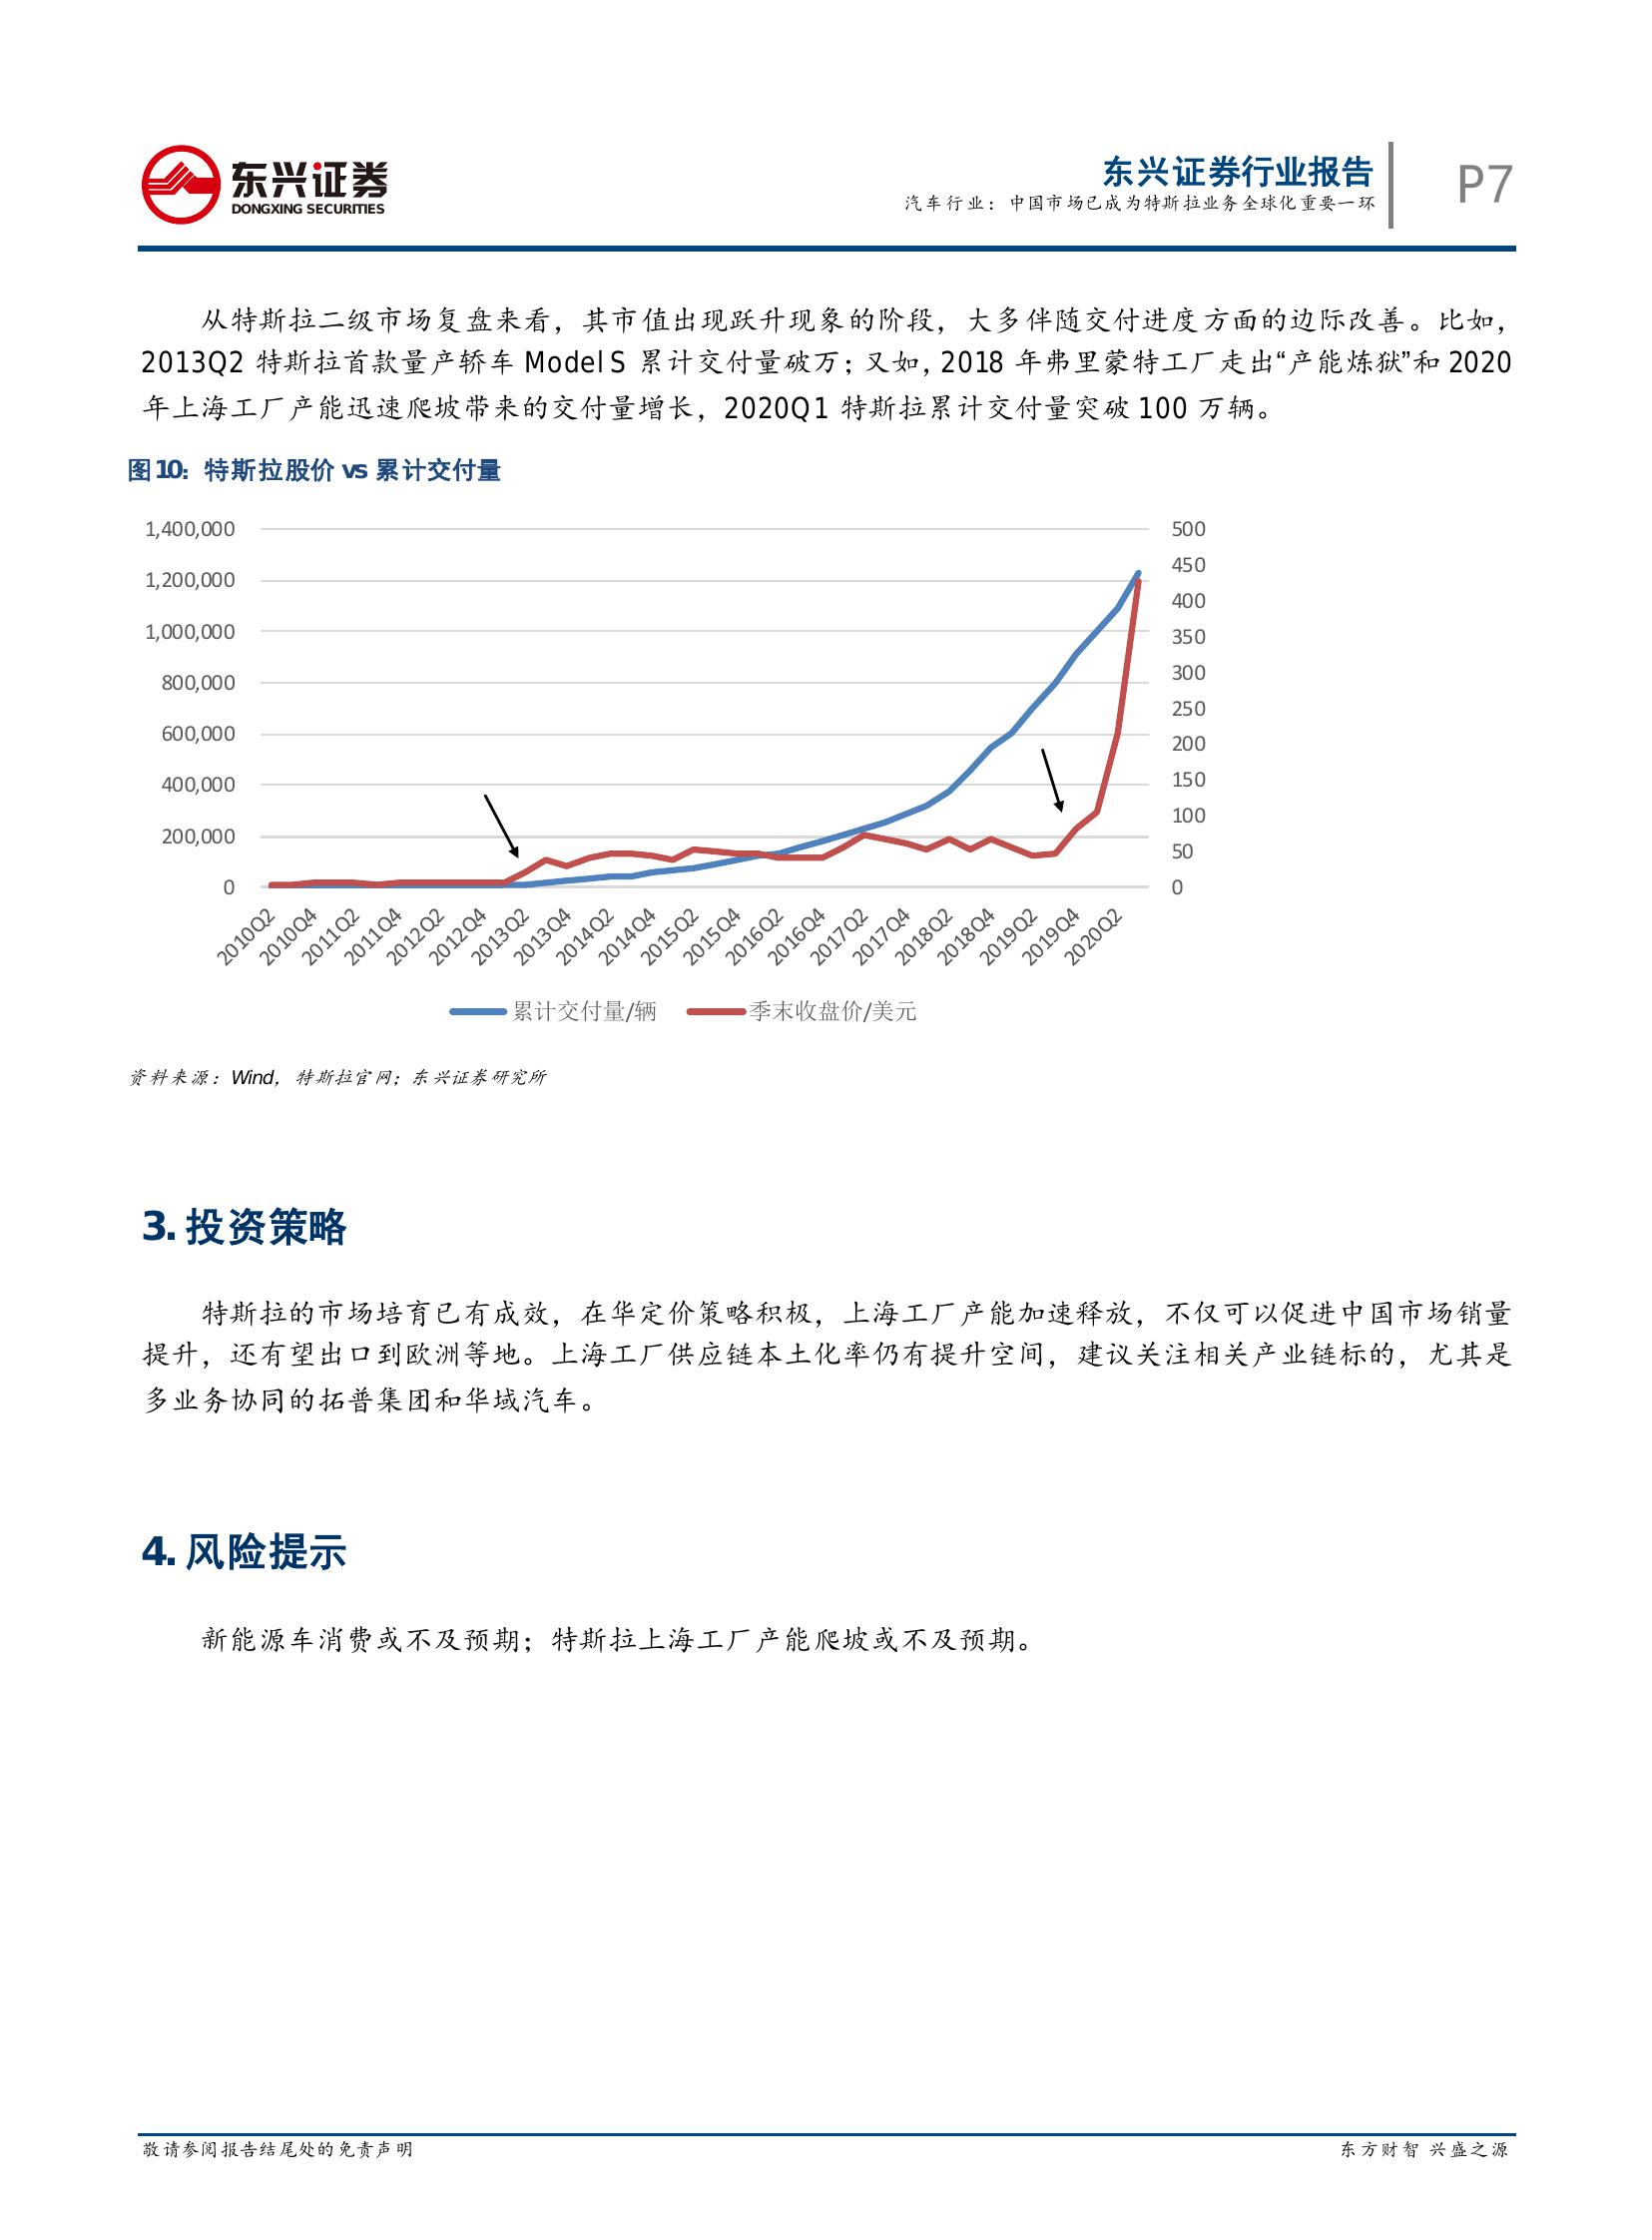 东兴证券
DONGXING SECURITIES
东兴证券行业报告
汽车行业：中国市场已成为特斯拉业务全球化重要一环
P7
从特斯拉二级市场复盘来看，其市值出现跃升现象的阶段，大多伴随交付进度方面的边际改善。比如，
2013Q2 特斯拉首款量产轿车 Model S 累计交付量破万；又如，2018 年弗里蒙特工厂走出“产能炼狱”和 2020
年上海工厂产能迅速爬坡带来的交付量增长，2020Q1 特斯拉累计交付量突破 100 万辆。
图10：特斯拉股价 vs 累计交付量
1,400,000
1,200,000
1,000,000
800,000
600,000
400,000
200,000
0
500
450
400
350
300
250
200
150
100
50
0
2010Q2
2010Q4
2011Q2
2011Q4
2012Q2
2012Q4
2013Q2
2013Q4
2014Q2
2014Q4
2015Q2
2015Q4
2016Q2
2016Q4
2017Q2
2017Q4
2018Q2
2018Q4
2019Q2
2019Q4
2020Q2
累计交付量/辆 季末收盘价/美元
资料来源：Wind，特斯拉官网；东兴证券研究所
3. 投资策略
特斯拉的市场培育已有成效，在华定价策略积极，上海工厂产能加速释放，不仅可以促进中国市场销量
提升，还有望出口到欧洲等地。上海工厂供应链本土化率仍有提升空间，建议关注相关产业链标的，尤其是
多业务协同的拓普集团和华域汽车。
4. 风险提示
新能源车消费或不及预期；特斯拉上海工厂产能爬坡或不及预期。
敬请参阅报告结尾处的免责声明
东方财智 兴盛之源